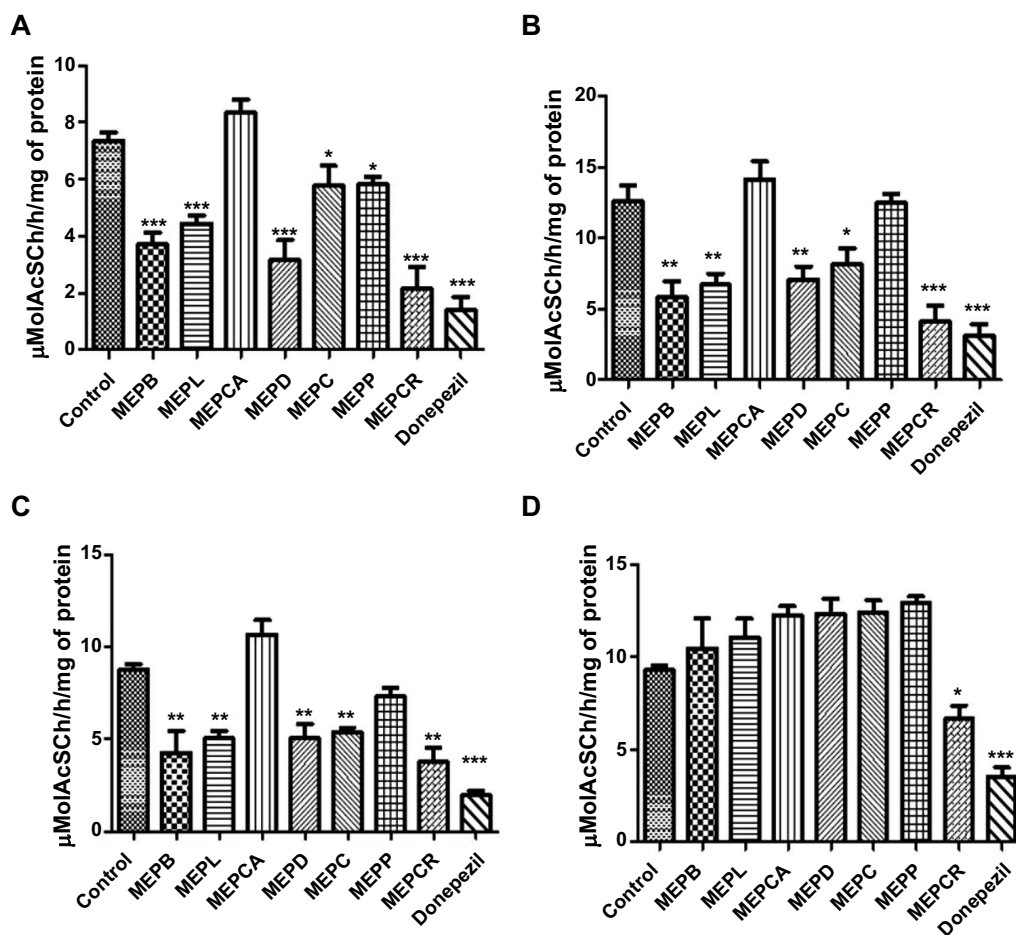 A
μMolAcSCh/h/mg of protein
10
8
6
4
2
0
***
***
***
*
*
***
***
Control
MEPB
MEPL
MEPCA
MEPD
MEPC
MEPP
MEPCR
Donepezil
B
μMolAcSCh/h/mg of protein
20
15
10
5
0
**
**
**
*
***
***
Control
MEPB
MEPL
MEPCA
MEPD
MEPC
MEPP
MEPCR
Donepezil
C
μMolAcSCh/h/mg of protein
15
10
5
0
**
**
**
**
**
***
Control
MEPB
MEPL
MEPCA
MEPD
MEPC
MEPP
MEPCR
Donepezil
D
μMolAcSCh/h/mg of protein
15
10
5
0
*
***
Control
MEPB
MEPL
MEPCA
MEPD
MEPC
MEPP
MEPCR
Donepezil